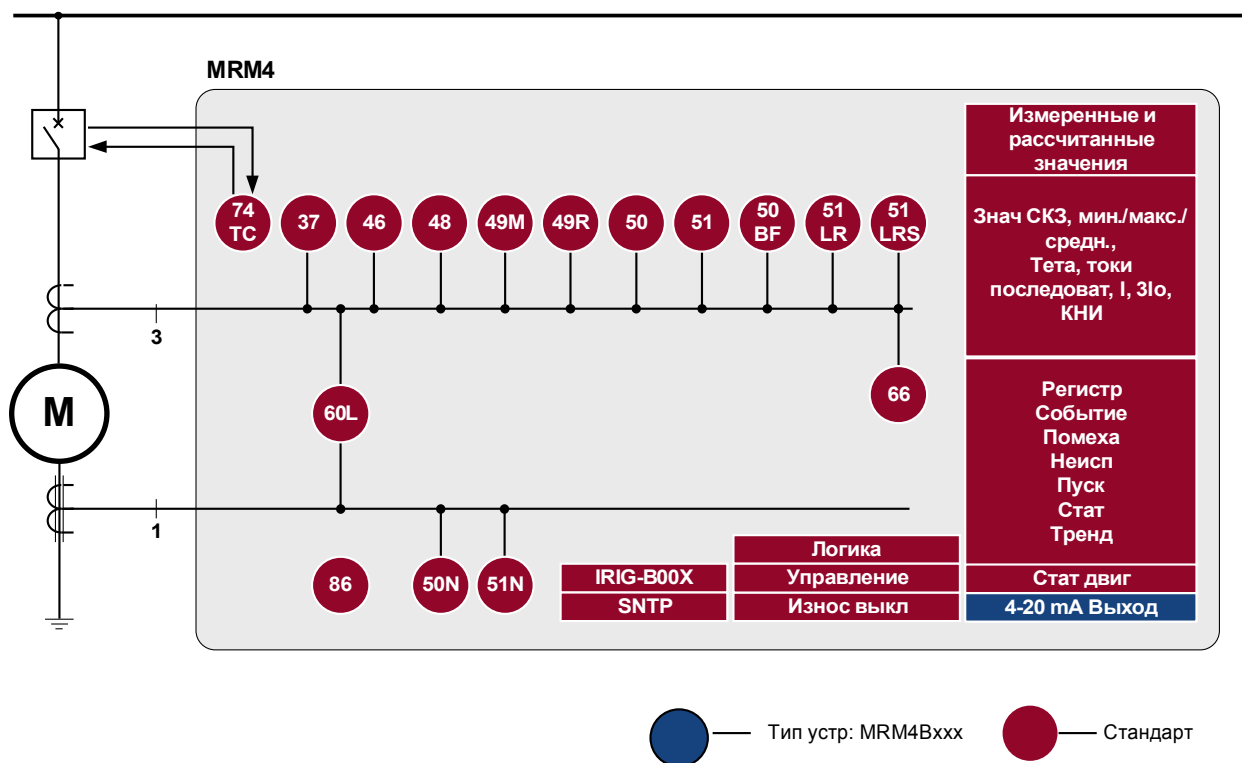 MRM4
Измеренные и
рассчитанные
значения
74
TC
37
46
48
49M
49R
50
51
50
BF
51
LR
51
LRS
Знач СКЗ, мин./макс./
средн.,
Тета, токи
последоват, I, 3Io,
КНИ
3
M
60L
66
Регистр
Событие
Помеха
Неисп
Пуск
Стат
Тренд
1
86
50N
51N
Логика
IRIG-B00X
Управление
Стат двиг
SNTP
Износ выкл
4-20 mA Выход
Тип устр: MRM4Bxxx
Стандарт